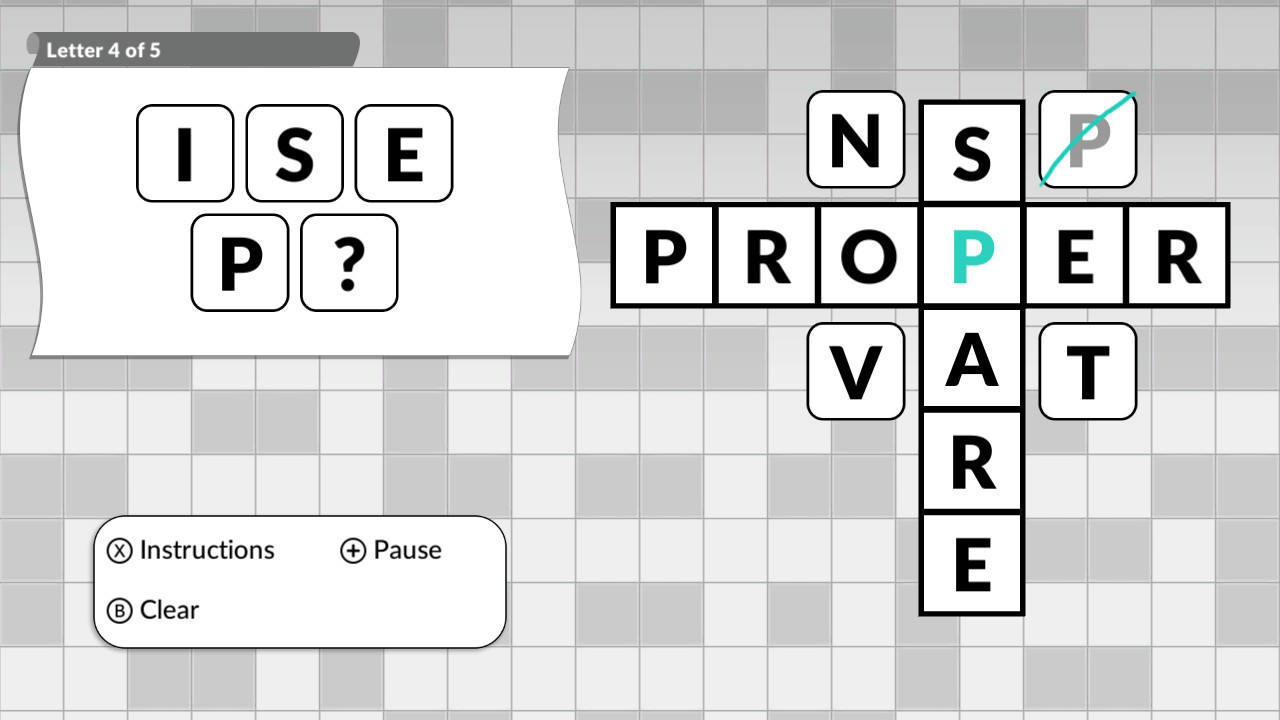 Letter 4 of 5
I S E
P ?
N S P
P R O P E R
V A T
R
E
X Instructions + Pause
B Clear